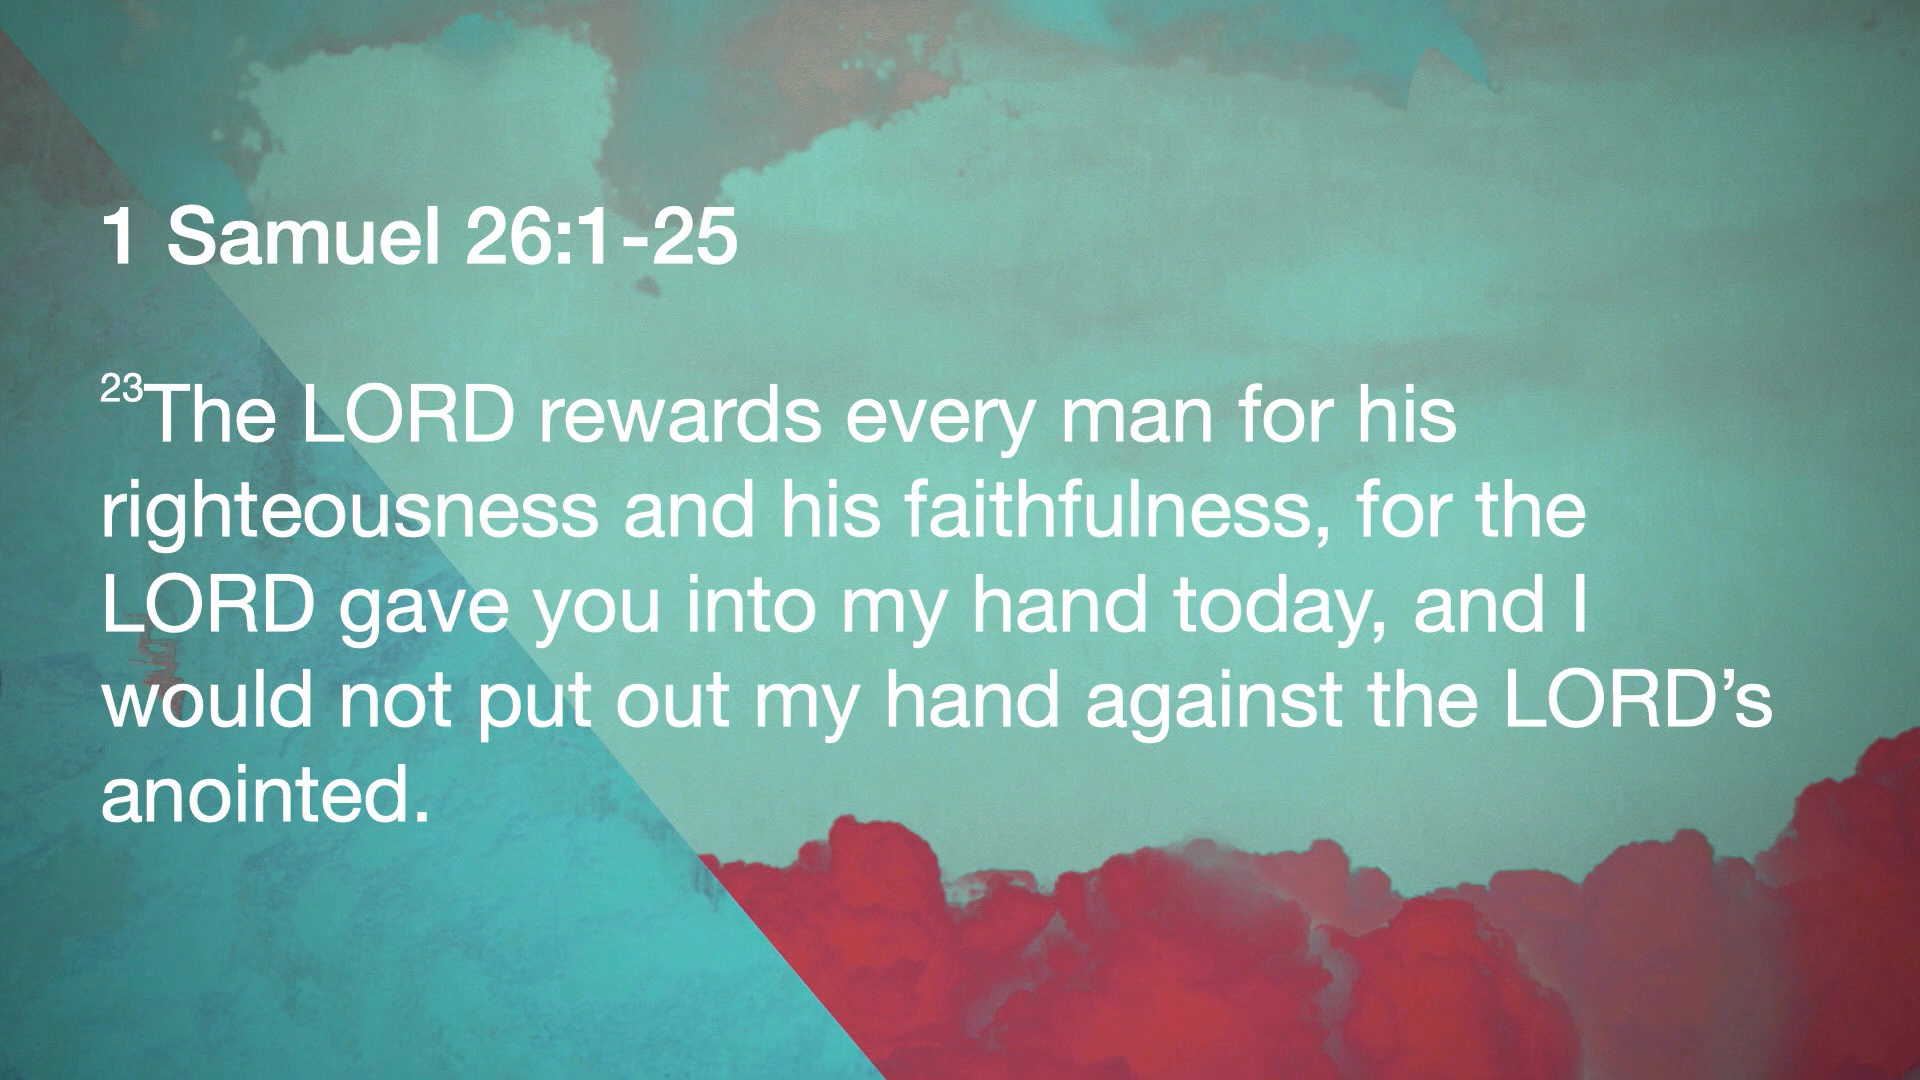 1 Samuel 26:1-25
23The LORD rewards every man for his
righteousness and his faithfulness, for the
LORD gave you into my hand today, and I
would not put out my hand against the LORD’s
anointed.